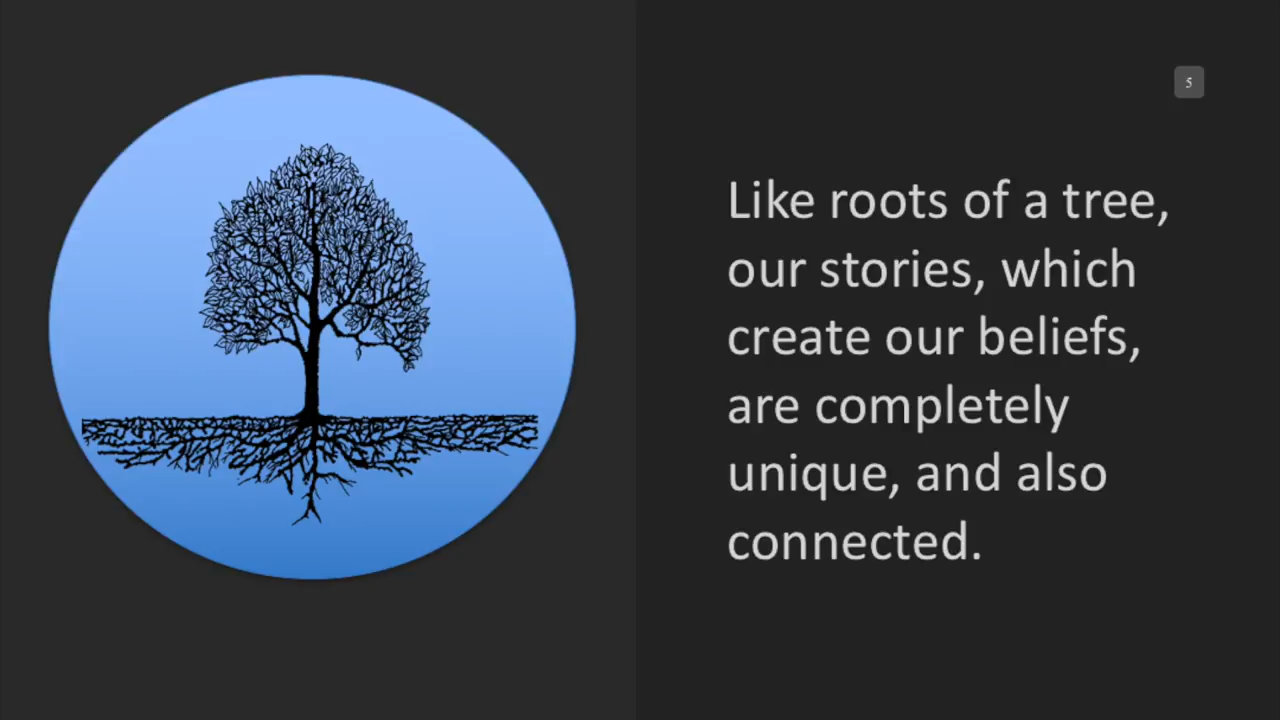 5
Like roots of a tree,
our stories, which
create our beliefs,
are completely
unique, and also
connected.